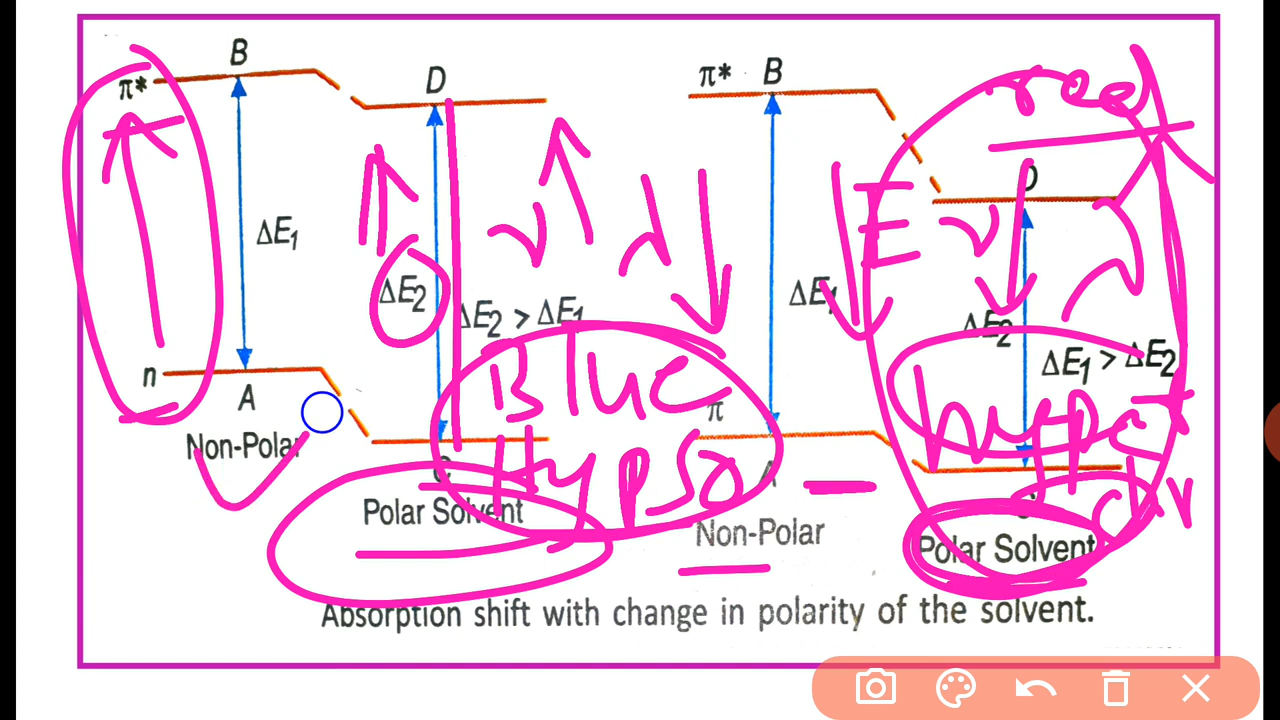 B
π*
D
π* B
red
D
ΔE1
ν
λ
E
ν
ΔE2
ΔE1
ΔE2 > ΔE1
ΔE2
ΔE1 > ΔE2
n
A
Blue
π
Non-Polar
Hypso
A
C
Polar Solvent
Non-Polar
Polar Solvent
Absorption shift with change in polarity of the solvent.